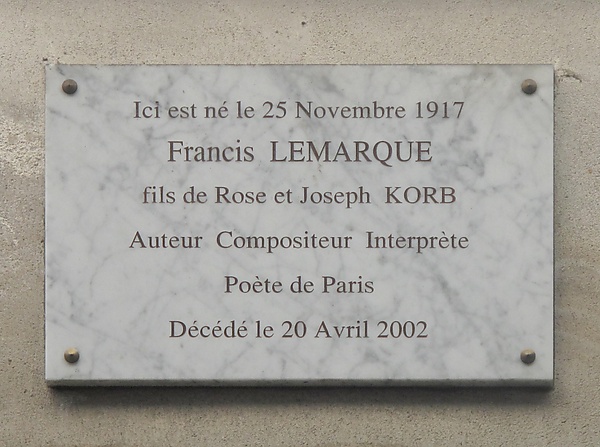 Ici est né le 25 Novembre 1917
Francis LEMARQUE
fils de Rose et Joseph KORB
Auteur Compositeur Interprète
Poète de Paris
Décédé le 20 Avril 2002